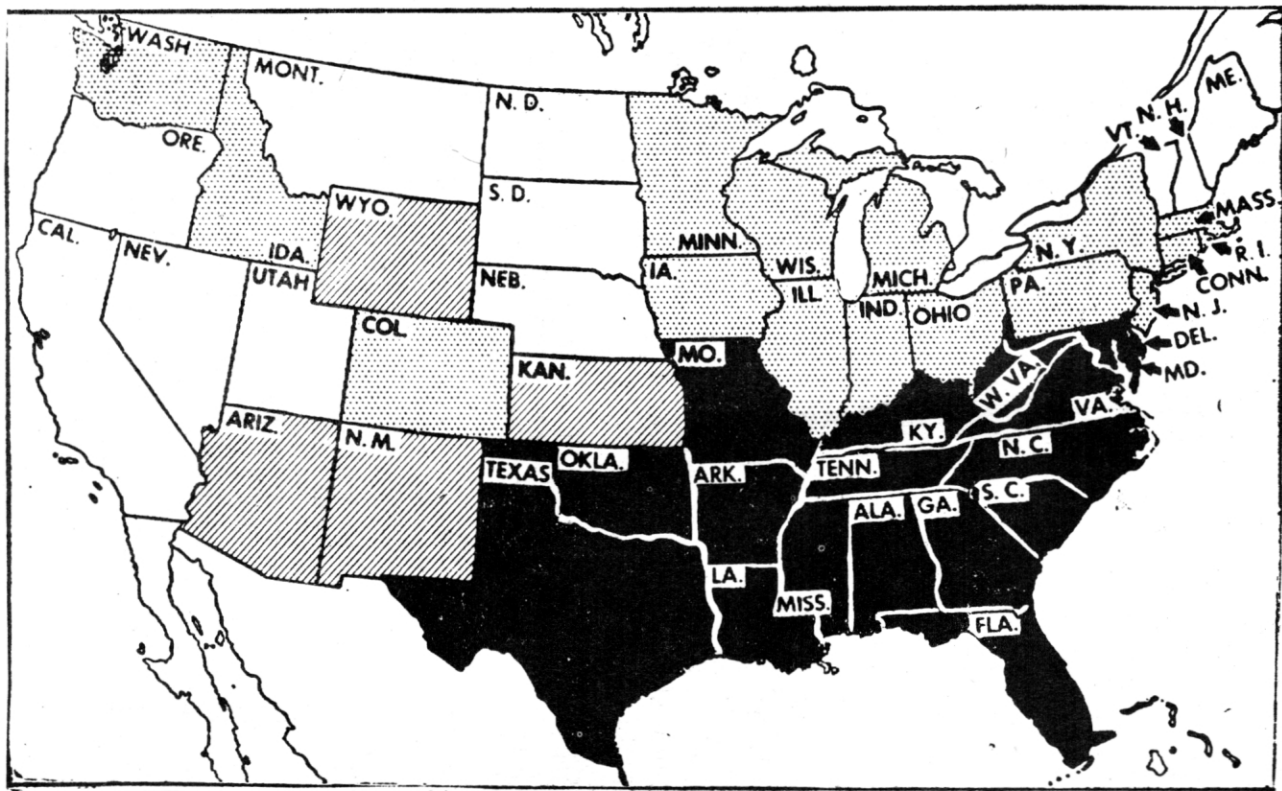 WASH
MONT.
N. D.
ORE.
S. D.
MINN.
WIS.
MICH.
IDA.
WYO.
CAL.
NEV.
UTAH
NEB.
IA.
ILL.
IND.
OHIO
PA.
N. Y.
VT.
N. H.
ME.
MASS.
R. I.
CONN.
N. J.
DEL.
MD.
COL.
KAN.
MO.
W. VA.
VA.
KY.
N. C.
ARIZ.
N. M.
TEXAS
OKLA.
ARK.
TENN.
S. C.
ALA.
GA.
LA.
MISS.
FLA.